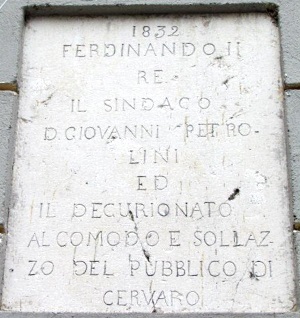 1832
FERDINANDO II
RE
IL SINDACO
D. GIOVANNI PETRO-
LINI
ED
IL DECURIONATO
AL COMODO E SOLLAZ-
ZO DEL PUBBLICO DI
CERVARO